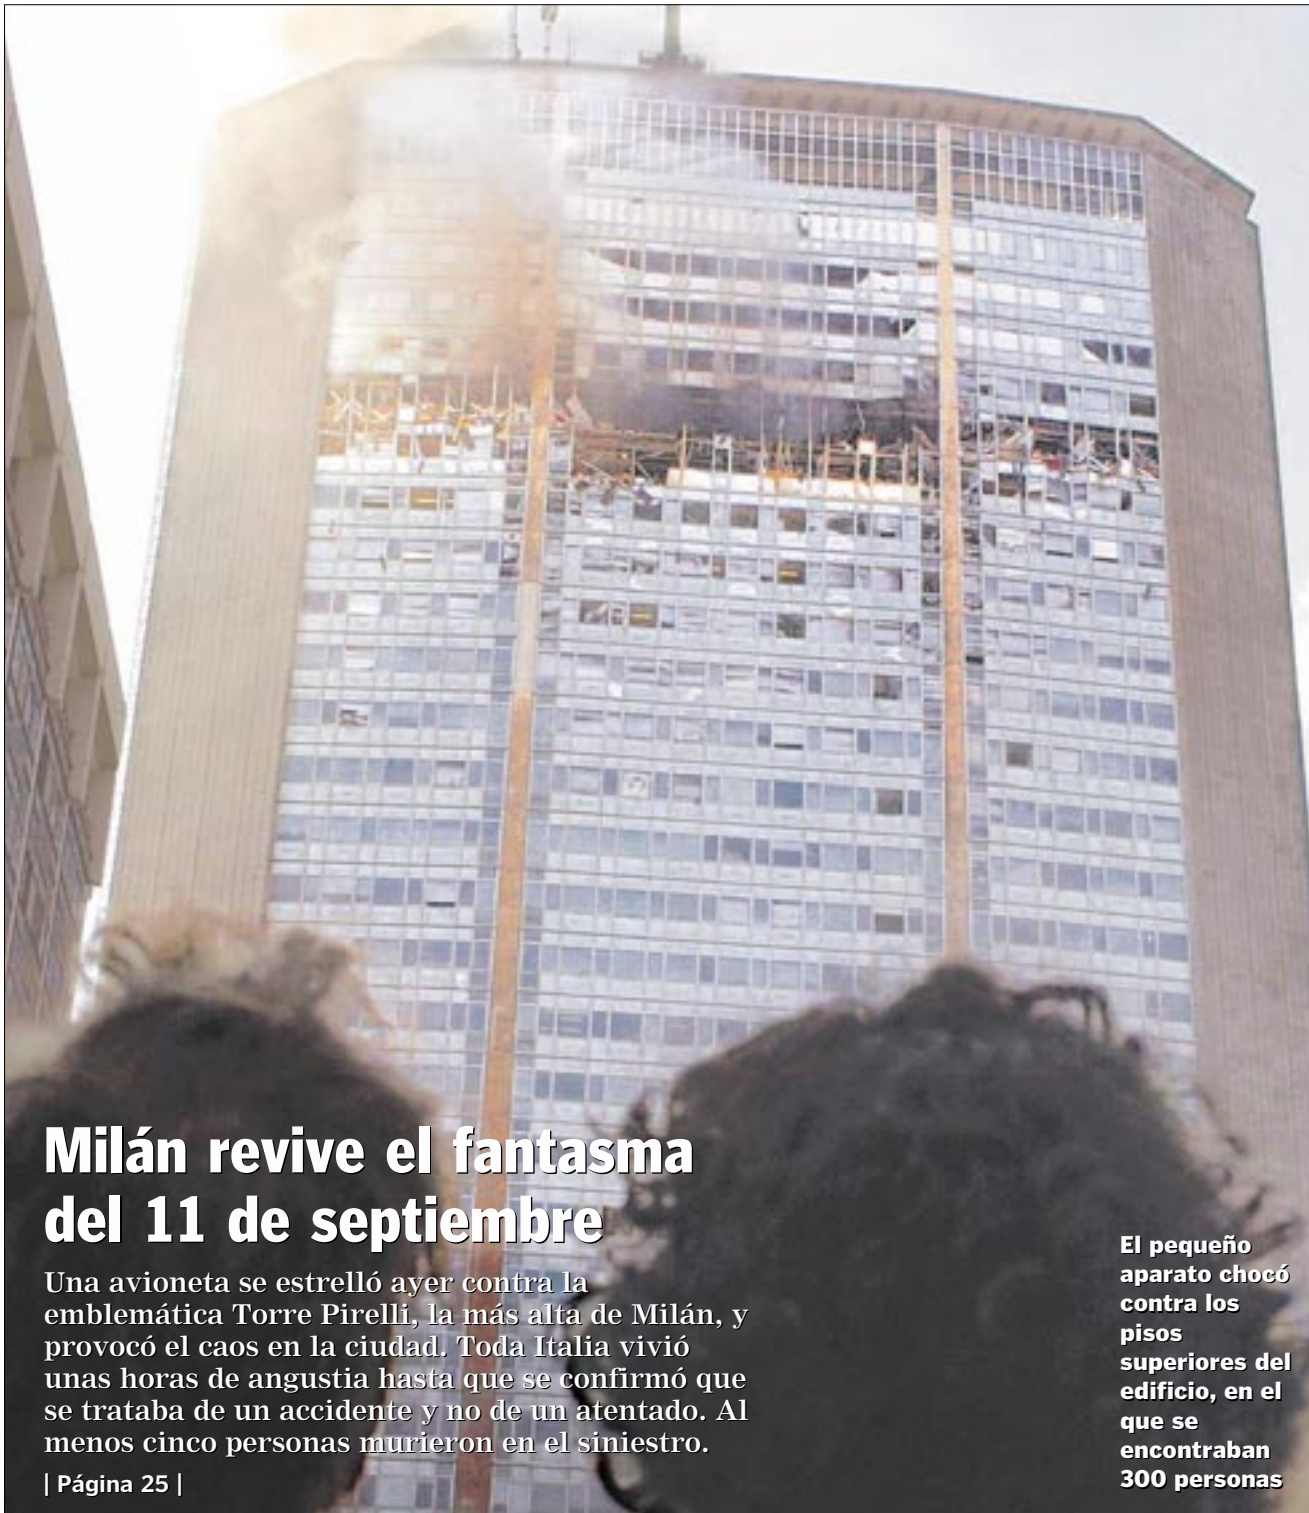 Milán revive el fantasma
del 11 de septiembre
Una avioneta se estrelló ayer contra la
emblemática Torre Pirelli, la más alta de Milán, y
provocó el caos en la ciudad. Toda Italia vivió
unas horas de angustia hasta que se confirmó que
se trataba de un accidente y no de un atentado. Al
menos cinco personas murieron en el siniestro.
| Página 25 |
El pequeño
aparato chocó
contra los
pisos
superiores del
edificio, en el
que se
encontraban
300 personas